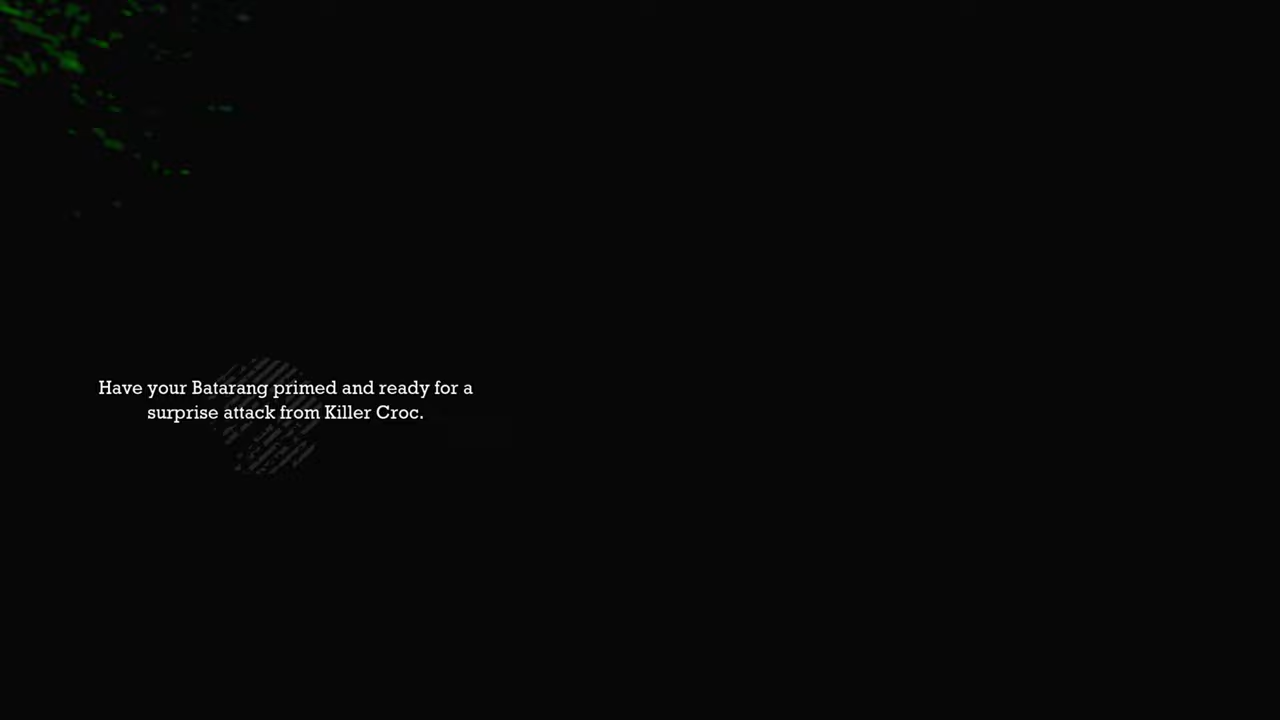 Have your Batarang primed and ready for a
surprise attack from Killer Croc.